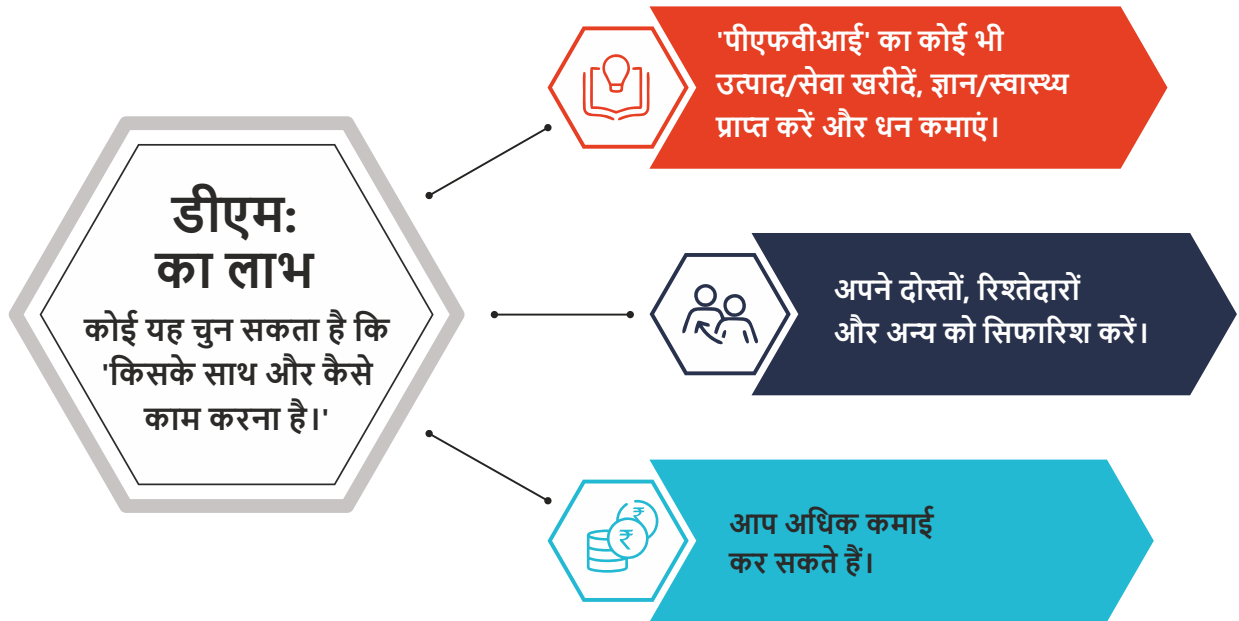 डीएम:
का लाभ
कोई यह चुन सकता है कि
'किसके साथ और कैसे
काम करना है।'
'पीएफवीआई' का कोई भी
उत्पाद/सेवा खरीदें, ज्ञान/स्वास्थ्य
प्राप्त करें और धन कमाएं।
अपने दोस्तों, रिश्तेदारों
और अन्य को सिफारिश करें।
₹
₹
आप अधिक कमाई
कर सकते हैं।